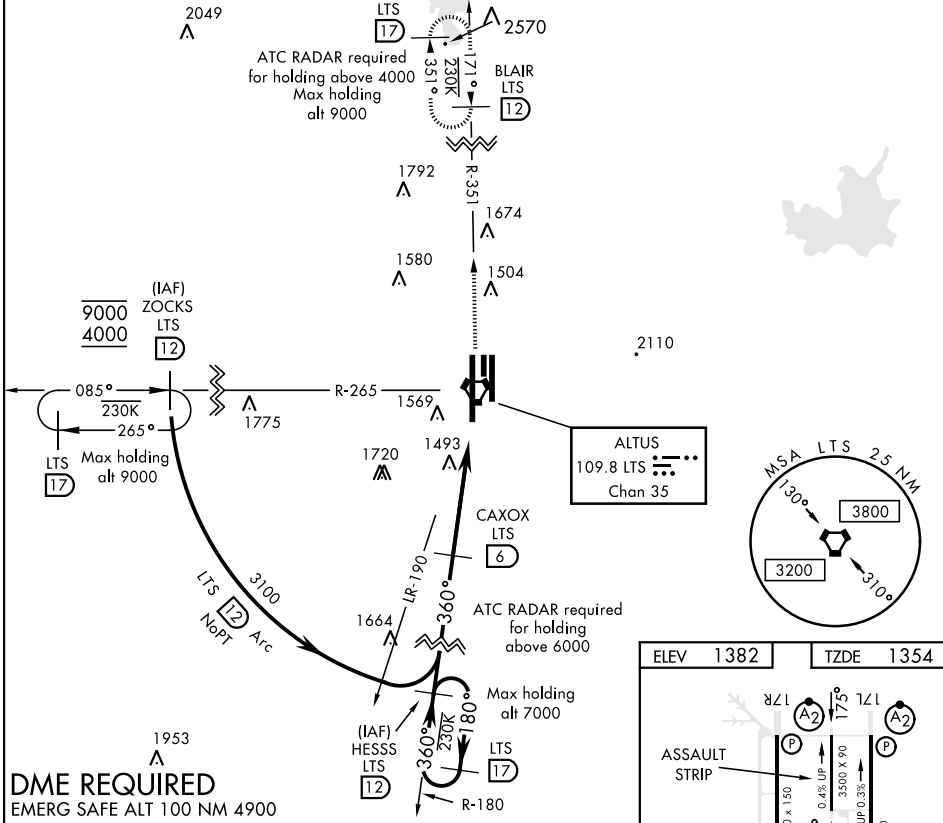 2049
LTS
17
2570
ATC RADAR required
for holding above 4000
Max holding
alt 9000
351°
230K
171°
BLAIR
LTS
12
1792
R-351
1674
1580
1504
9000
4000
(IAF)
ZOCKS
LTS
12
2110
085°
230K
265°
R-265
1775
1569
LTS
17
Max holding
alt 9000
1720
1493
ALTUS
109.8 LTS
Chan 35
MSA LTS 25 NM
130°
3800
3200
310°
CAXOX
LTS
6
LR-190
360°
3100
LTS 12 Arc
NoPT
1664
ATC RADAR required
for holding
above 6000
Max holding
alt 7000
(IAF)
HESSS
LTS
12
360°
230K
180°
LTS
17
R-180
1953
DME REQUIRED
EMERG SAFE ALT 100 NM 4900
ELEV 1382
TZDE 1354
17R
A2
175°
17L
A2
P
P
ASSAULT
STRIP
0.4% UP
3500 X 90
UP 0.3%
0 x 150